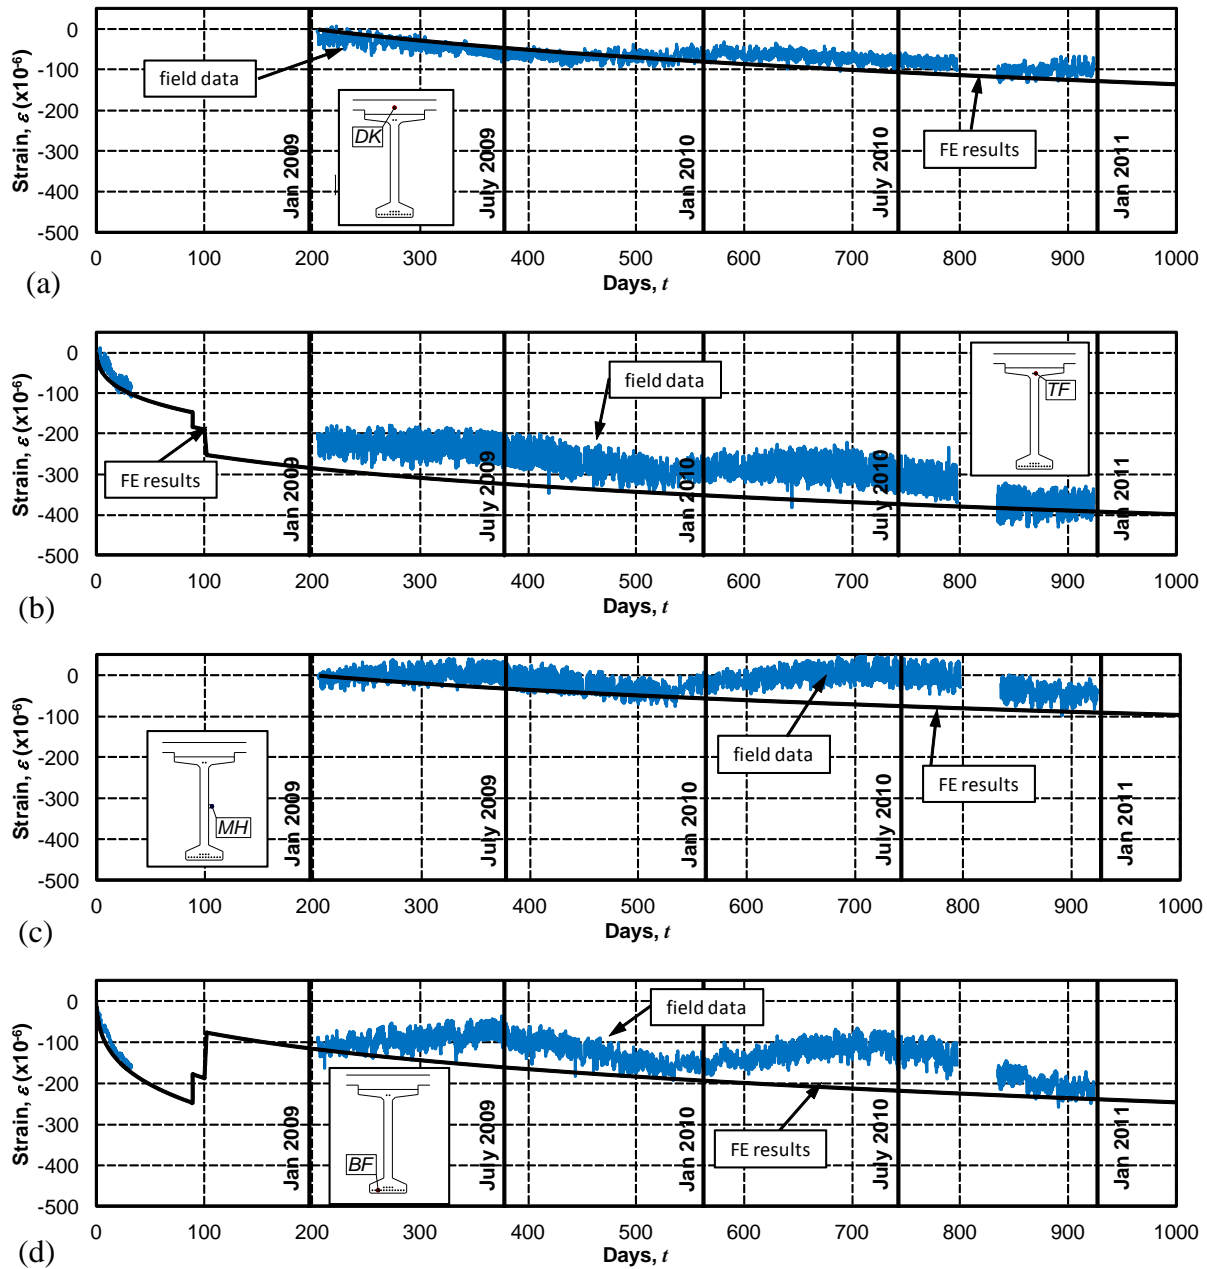 0
-100
-200
-300
-400
-500
Strain, ε (x10⁻⁶)
field data
DK
FE results
Jan 2009
July 2009
Jan 2010
July 2010
Jan 2011
0 100 200 300 400 500 600 700 800 900 1000
Days, t
(a)
0
-100
-200
-300
-400
-500
Strain, ε (x10⁻⁶)
field data
TF
FE results
Jan 2009
July 2009
Jan 2010
July 2010
Jan 2011
0 100 200 300 400 500 600 700 800 900 1000
Days, t
(b)
0
-100
-200
-300
-400
-500
Strain, ε (x10⁻⁶)
field data
FE results
MH
Jan 2009
July 2009
Jan 2010
July 2010
Jan 2011
0 100 200 300 400 500 600 700 800 900 1000
Days, t
(c)
0
-100
-200
-300
-400
-500
Strain, ε (x10⁻⁶)
field data
FE results
BF
Jan 2009
July 2009
Jan 2010
July 2010
Jan 2011
0 100 200 300 400 500 600 700 800 900 1000
Days, t
(d)